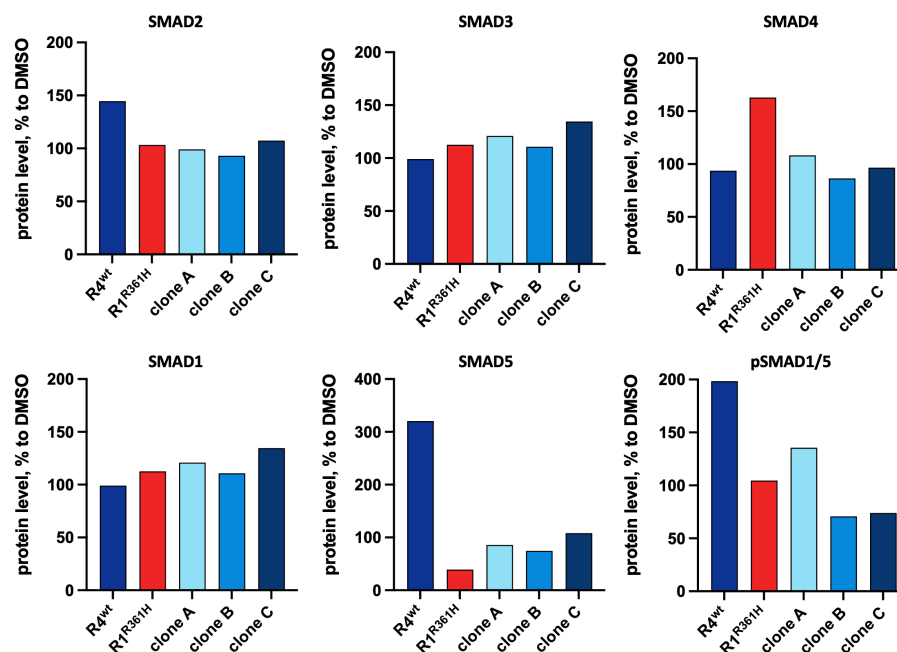 SMAD2
protein level, % to DMSO
200
150
100
50
0
R4wt
R1R361H
clone A
clone B
clone C
SMAD3
protein level, % to DMSO
200
150
100
50
0
R4wt
R1R361H
clone A
clone B
clone C
SMAD4
protein level, % to DMSO
200
150
100
50
0
R4wt
R1R361H
clone A
clone B
clone C
SMAD1
protein level, % to DMSO
200
150
100
50
0
R4wt
R1R361H
clone A
clone B
clone C
SMAD5
protein level, % to DMSO
400
300
200
100
0
R4wt
R1R361H
clone A
clone B
clone C
pSMAD1/5
protein level, % to DMSO
200
150
100
50
0
R4wt
R1R361H
clone A
clone B
clone C